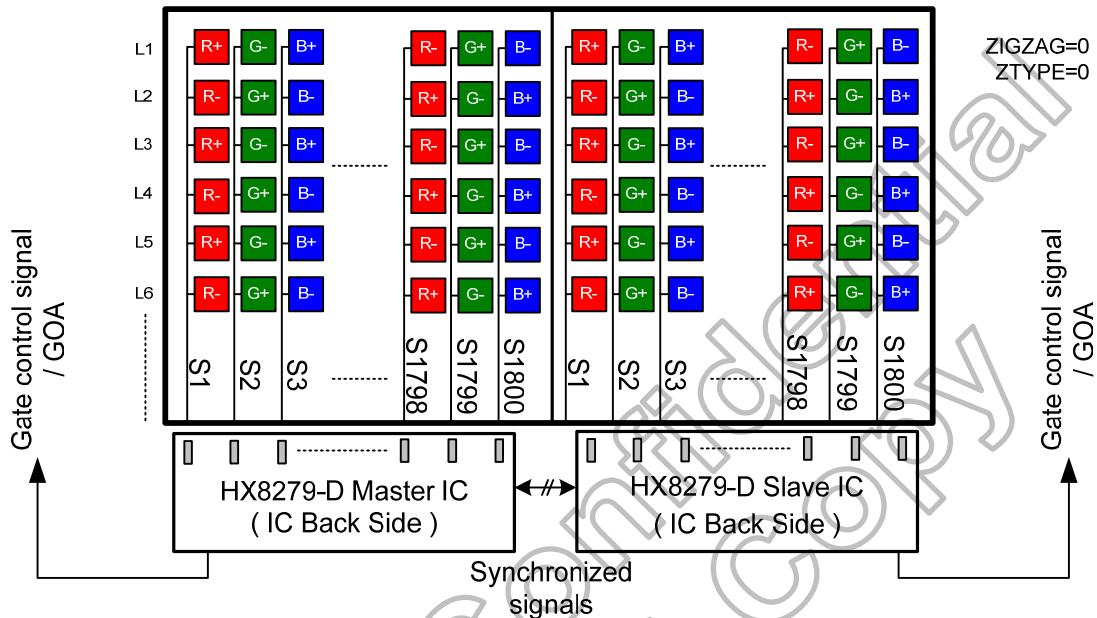 L1 R+ G- B+ R- G+ B- R+ G- B+ R- G+ B- ZIGZAG=0
ZTYPE=0
L2 R- G+ B- R+ G- B+ R- G+ B- R+ G- B+
L3 R+ G- B+ R- G+ B- R+ G- B+ R- G+ B-
L4 R- G+ B- R+ G- B+ R- G+ B- R+ G- B+
L5 R+ G- B+ R- G+ B- R+ G- B+ R- G+ B-
L6 R- G+ B- R+ G- B+ R- G+ B- R+ G- B+
S1 S2 S3 S1798 S1799 S1800 S1 S2 S3 S1798 S1799 S1800
Gate control signal
/ GOA
Gate control signal
/ GOA
HX8279-D Master IC
( IC Back Side )
HX8279-D Slave IC
( IC Back Side )
Synchronized
signals
Confidential
Copy